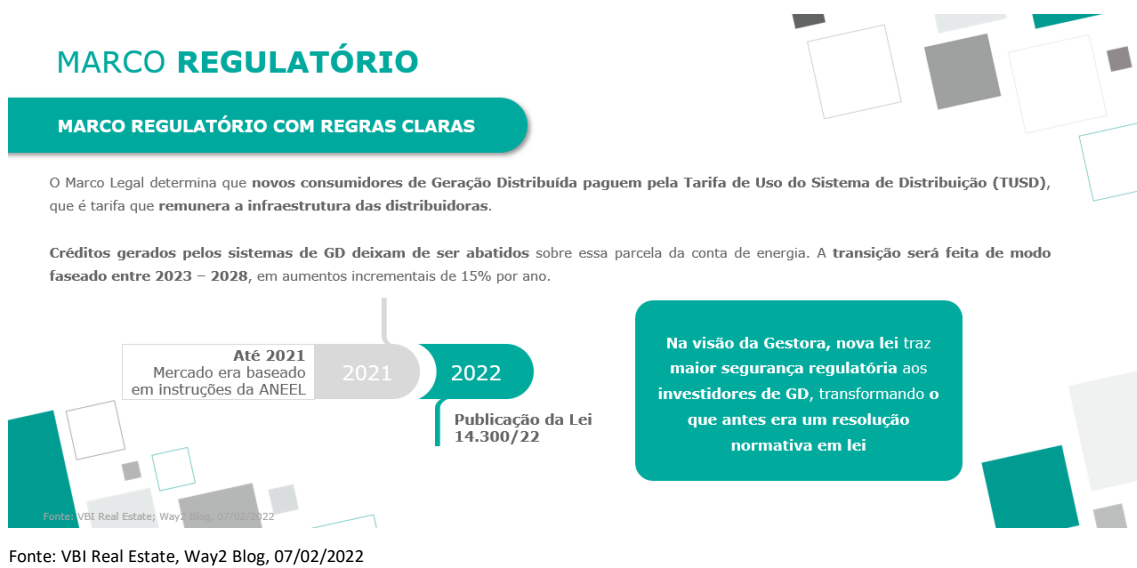 MARCO REGULATÓRIO
MARCO REGULATÓRIO COM REGRAS CLARAS
O Marco Legal determina que novos consumidores de Geração Distribuída paguem pela Tarifa de Uso do Sistema de Distribuição (TUSD),
que é tarifa que remunera a infraestrutura das distribuidoras.
Créditos gerados pelos sistemas de GD deixam de ser abatidos sobre essa parcela da conta de energia. A transição será feita de modo
faseado entre 2023 – 2028, em aumentos incrementais de 15% por ano.
Até 2021
Mercado era baseado
em instruções da ANEEL
2021
2022
Publicação da Lei
14.300/22
Na visão da Gestora, nova lei traz
maior segurança regulatória aos
investidores de GD, transformando o
que antes era um resolução
normativa em lei
Fonte: VBI Real Estate; Way2 Blog, 07/02/2022
Fonte: VBI Real Estate, Way2 Blog, 07/02/2022